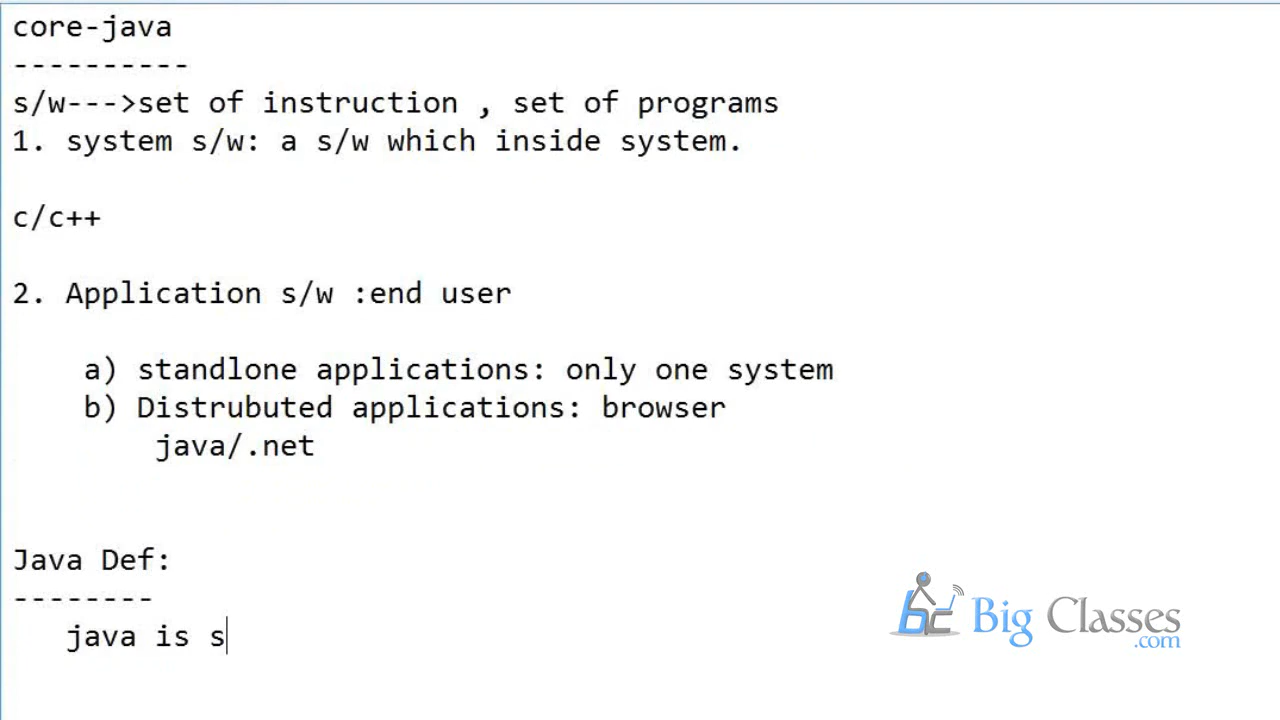 core-java
----------
s/w--->set of instruction , set of programs
1. system s/w: a s/w which inside system.
c/c++
2. Application s/w :end user
a) standlone applications: only one system
b) Distrubuted applications: browser
java/.net
Java Def:
--------
java is s
bc Big Classes
.com